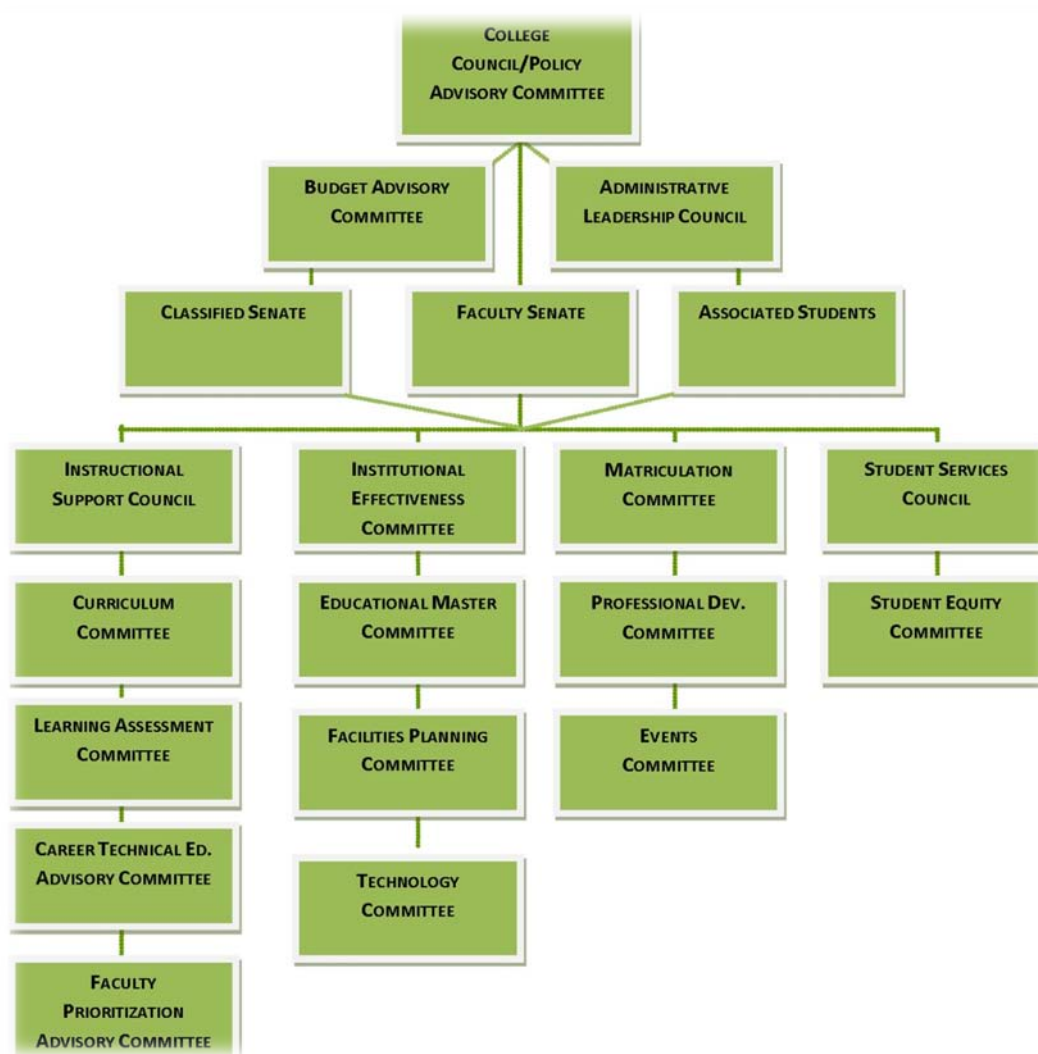 COLLEGE
COUNCIL/POLICY
ADVISORY COMMITTEE
BUDGET ADVISORY
COMMITTEE
ADMINISTRATIVE
LEADERSHIP COUNCIL
CLASSIFIED SENATE
FACULTY SENATE
ASSOCIATED STUDENTS
INSTRUCTIONAL
SUPPORT COUNCIL
INSTITUTIONAL
EFFECTIVENESS
COMMITTEE
MATRICULATION
COMMITTEE
STUDENT SERVICES
COUNCIL
CURRICULUM
COMMITTEE
EDUCATIONAL MASTER
COMMITTEE
PROFESSIONAL DEV.
COMMITTEE
STUDENT EQUITY
COMMITTEE
LEARNING ASSESSMENT
COMMITTEE
FACILITIES PLANNING
COMMITTEE
EVENTS
COMMITTEE
CAREER TECHNICAL ED.
ADVISORY COMMITTEE
TECHNOLOGY
COMMITTEE
FACULTY
PRIORITIZATION
ADVISORY COMMITTEE